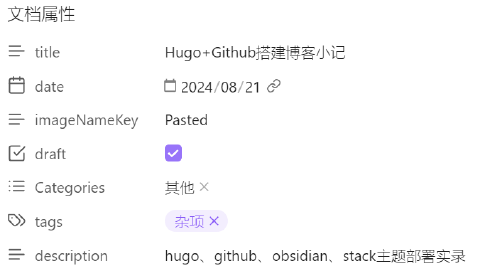 文档属性
title Hugo+Github搭建博客小记
date 2024/08/21
imageNameKey Pasted
draft
Categories 其他 ×
tags 杂项 ×
description hugo、github、obsidian、stack主题部署实录